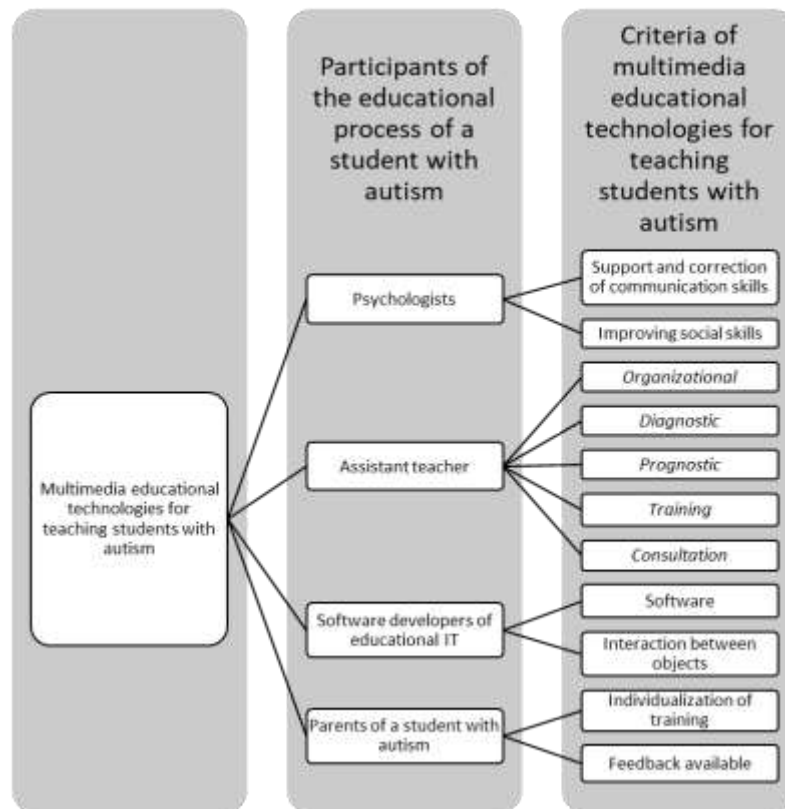 Participants of
the educational
process of a
student with
autism
Criteria of
multimedia
educational
technologies for
teaching
students with
autism
Multimedia educational
technologies for
teaching students with
autism
Psychologists
Assistant teacher
Software developers of
educational IT
Parents of a student with
autism
Support and correction
of communication skills
Improving social skills
Organizational
Diagnostic
Prognostic
Training
Consultation
Software
Interaction between
objects
Individualization of
training
Feedback available